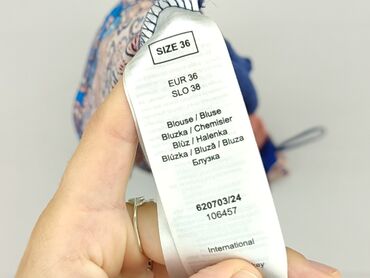 SIZE 36
EUR 36
SLO 38
Blouse / Bluse
Bluzka / Chemisier
Blůz / Halenka
Blúzka / Bluză / Bluza
Блузка
620703/24
106457
International